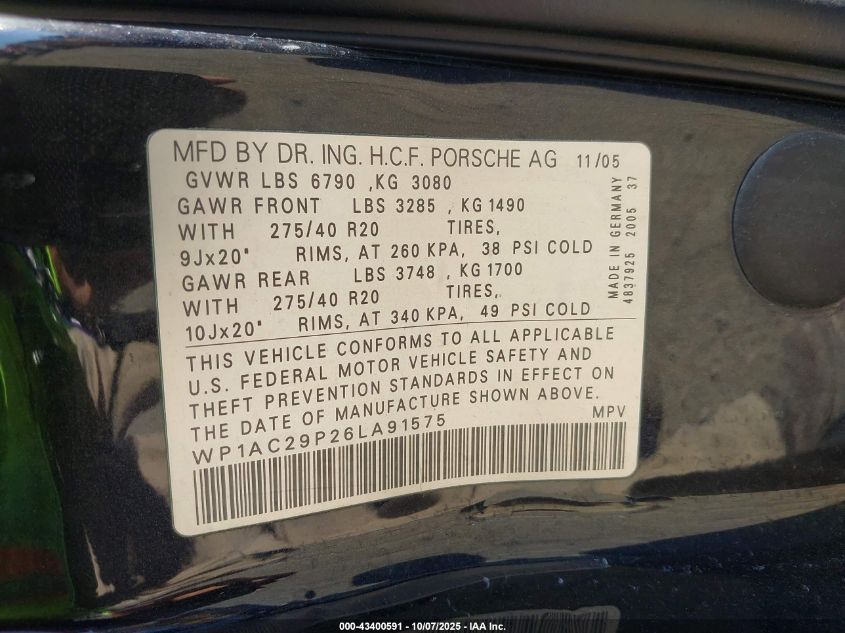 MFD BY DR. ING. H.C.F. PORSCHE AG 11/05
GVWR LBS 6790 ,KG 3080
GAWR FRONT LBS 3285 , KG 1490
WITH 275/40 R20 TIRES,
9Jx20" RIMS, AT 260 KPA, 38 PSI COLD
GAWR REAR LBS 3748 , KG 1700
WITH 275/40 R20 TIRES,
10Jx20" RIMS, AT 340 KPA, 49 PSI COLD
THIS VEHICLE CONFORMS TO ALL APPLICABLE
U.S. FEDERAL MOTOR VEHICLE SAFETY AND
THEFT PREVENTION STANDARDS IN EFFECT ON
THE DATE OF MANUFACTURE SHOWN ABOVE.
WP1AC29P26LA91575 MPV
MADE IN GERMANY
4837925 2005 37
000-43400591 - 10/07/2025 - IAA Inc.